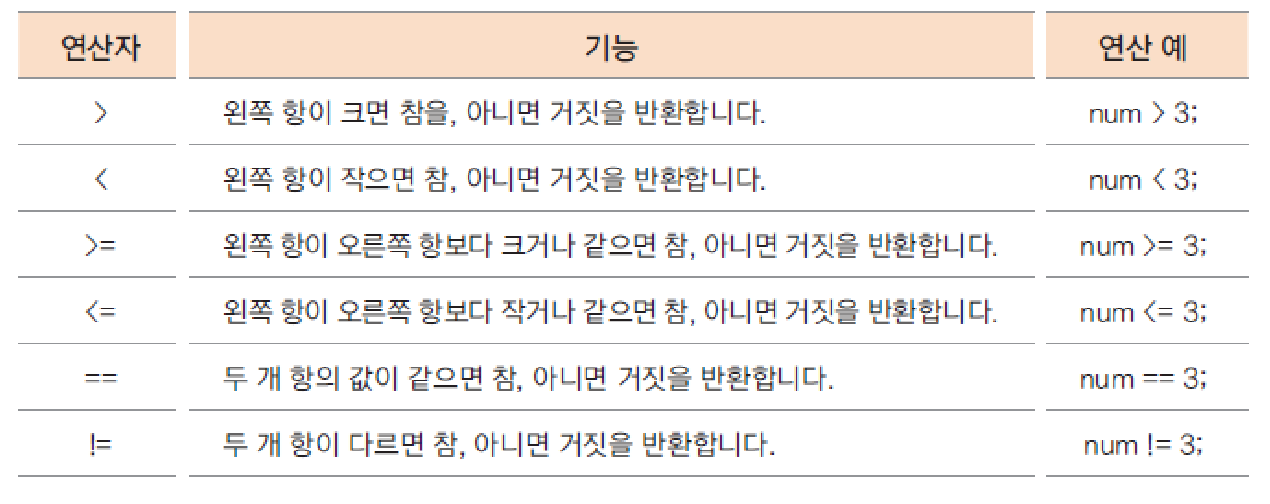 연산자 기능 연산 예
> 왼쪽 항이 크면 참을, 아니면 거짓을 반환합니다. num > 3;
< 왼쪽 항이 작으면 참, 아니면 거짓을 반환합니다. num < 3;
>= 왼쪽 항이 오른쪽 항보다 크거나 같으면 참, 아니면 거짓을 반환합니다. num >= 3;
<= 왼쪽 항이 오른쪽 항보다 작거나 같으면 참, 아니면 거짓을 반환합니다. num <= 3;
== 두 개 항의 값이 같으면 참, 아니면 거짓을 반환합니다. num == 3;
!= 두 개 항이 다르면 참, 아니면 거짓을 반환합니다. num != 3;